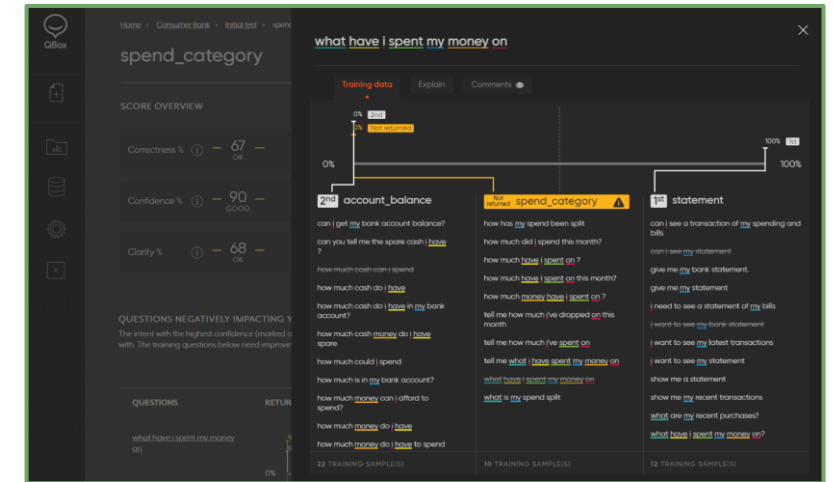 QBox
Home > Consumer Bank > Initial test > spend
spend_category
SCORE OVERVIEW
Correctness % 67
OK
Confidence % 90
GOOD
Clarity % 68
OK
QUESTIONS NEGATIVELY IMPACTING Y
The intent with the highest confidence (marked a
with. The training questions below need improvin
QUESTIONS RETUR
what have i spent my money
on
0%
what have i spent my money on
Training data Explain Comments
0% 2nd
0% Not returned
100% 1st
0% 100%
2nd account_balance
can i get my bank account balance?
can you tell me the spare cash i have
?
how much cash can i spend
how much cash do i have
how much cash do i have in my bank
account?
how much cash money do i have
spare
how much could i spend
how much is in my bank account?
how much money can i afford to
spend?
how much money do i have
how much money do i have to spend
22 TRAINING SAMPLE(S)
Not returned spend_category
how has my spend been split
how much did i spend this month?
how much have i spent on ?
how much have i spent on this month?
how much money have i spent on ?
tell me how much i've dropped on this
month
tell me how much i've spent on
tell me what i have spent my money on
what have i spent my money on
what is my spend split
10 TRAINING SAMPLE(S)
1st statement
can i see a transaction of my spending and
bills
can i see my statement
give me my bank statement.
give me my statement
i need to see a statement of my bills
i want to see my bank statement
i want to see my latest transactions
i want to see my statement
show me a statement
show me my recent transactions
what are my recent purchases?
what have i spent my money on?
12 TRAINING SAMPLE(S)